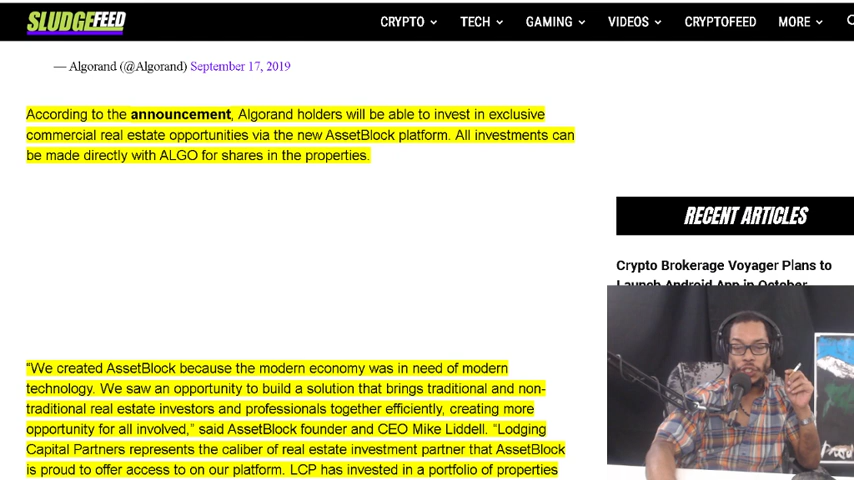 SLUDGEFEED
CRYPTO TECH GAMING VIDEOS CRYPTOFEED MORE
— Algorand (@Algorand) September 17, 2019
According to the announcement, Algorand holders will be able to invest in exclusive
commercial real estate opportunities via the new AssetBlock platform. All investments can
be made directly with ALGO for shares in the properties.
RECENT ARTICLES
Crypto Brokerage Voyager Plans to
Launch Android App in October
“We created AssetBlock because the modern economy was in need of modern
technology. We saw an opportunity to build a solution that brings traditional and non-
traditional real estate investors and professionals together efficiently, creating more
opportunity for all involved,” said AssetBlock founder and CEO Mike Liddell. “Lodging
Capital Partners represents the caliber of real estate investment partner that AssetBlock
is proud to offer access to on our platform. LCP has invested in a portfolio of properties